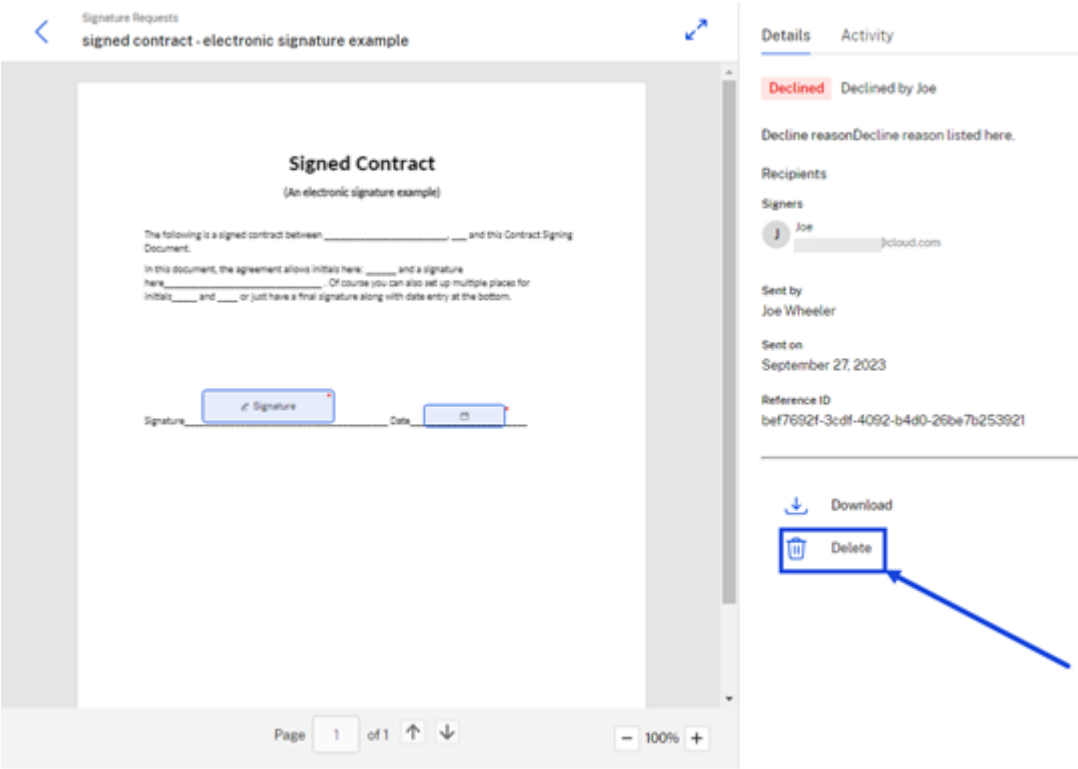 Signature Requests
signed contract - electronic signature example
Signed Contract
(An electronic signature example)
The following is a signed contract between ______________________, ___ and this Contract Signing
Document.
In this document, the agreement allows initials here: ______ and a signature
here____________________________. Of course you can also set up multiple places for
initials_____ and ____ or just have a final signature along with date entry at the bottom.
Signature
Signature____________________ Date____________________
Page 1 of 1
100%
Details Activity
Declined Declined by Joe
Decline reasonDecline reason listed here.
Recipients
Signers
J Joe
cloud.com
Sent by
Joe Wheeler
Sent on
September 27, 2023
Reference ID
bef7692f-3cdf-4092-b4d0-26be7b253921
Download
Delete